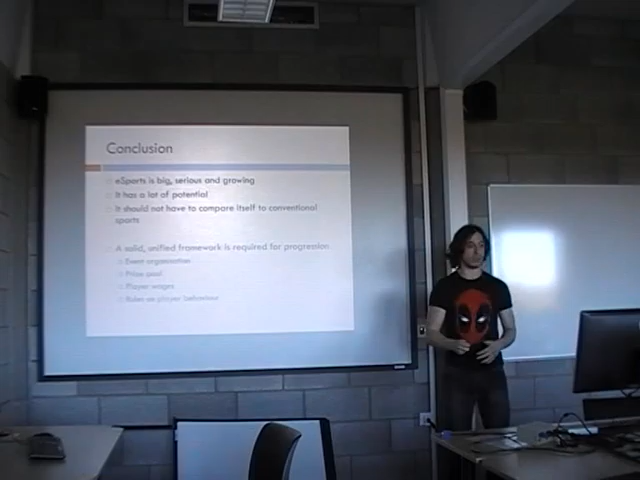 Conclusion
eSports is big, serious and growing
It has a lot of potential
It should not have to compare itself to conventional
sports
A solid, unified framework is required for progression.
Event organisation
Prize pool
Player wages
Rules on player behaviour